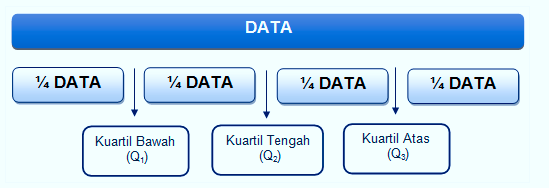 DATA
¼ DATA
¼ DATA
¼ DATA
¼ DATA
Kuartil Bawah
(Q₁)
Kuartil Tengah
(Q₂)
Kuartil Atas
(Q₃)